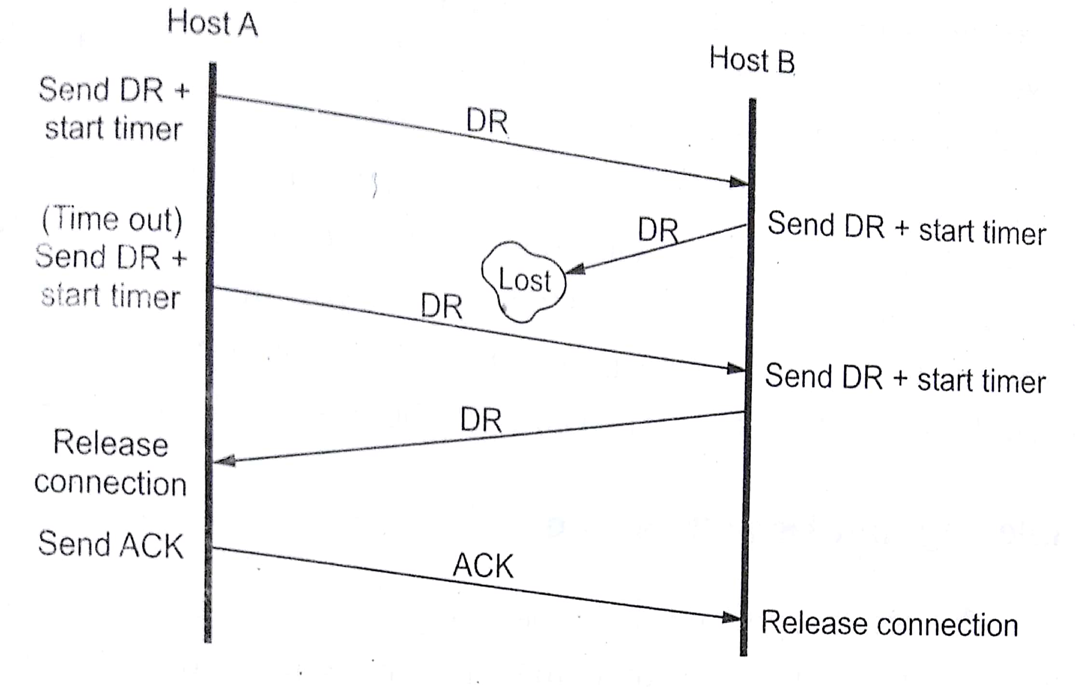 Host A
Host B
Send DR +
start timer
DR
(Time out)
Send DR +
start timer
DR
Send DR + start timer
Lost
DR
Send DR + start timer
DR
Release
connection
Send ACK
ACK
Release connection